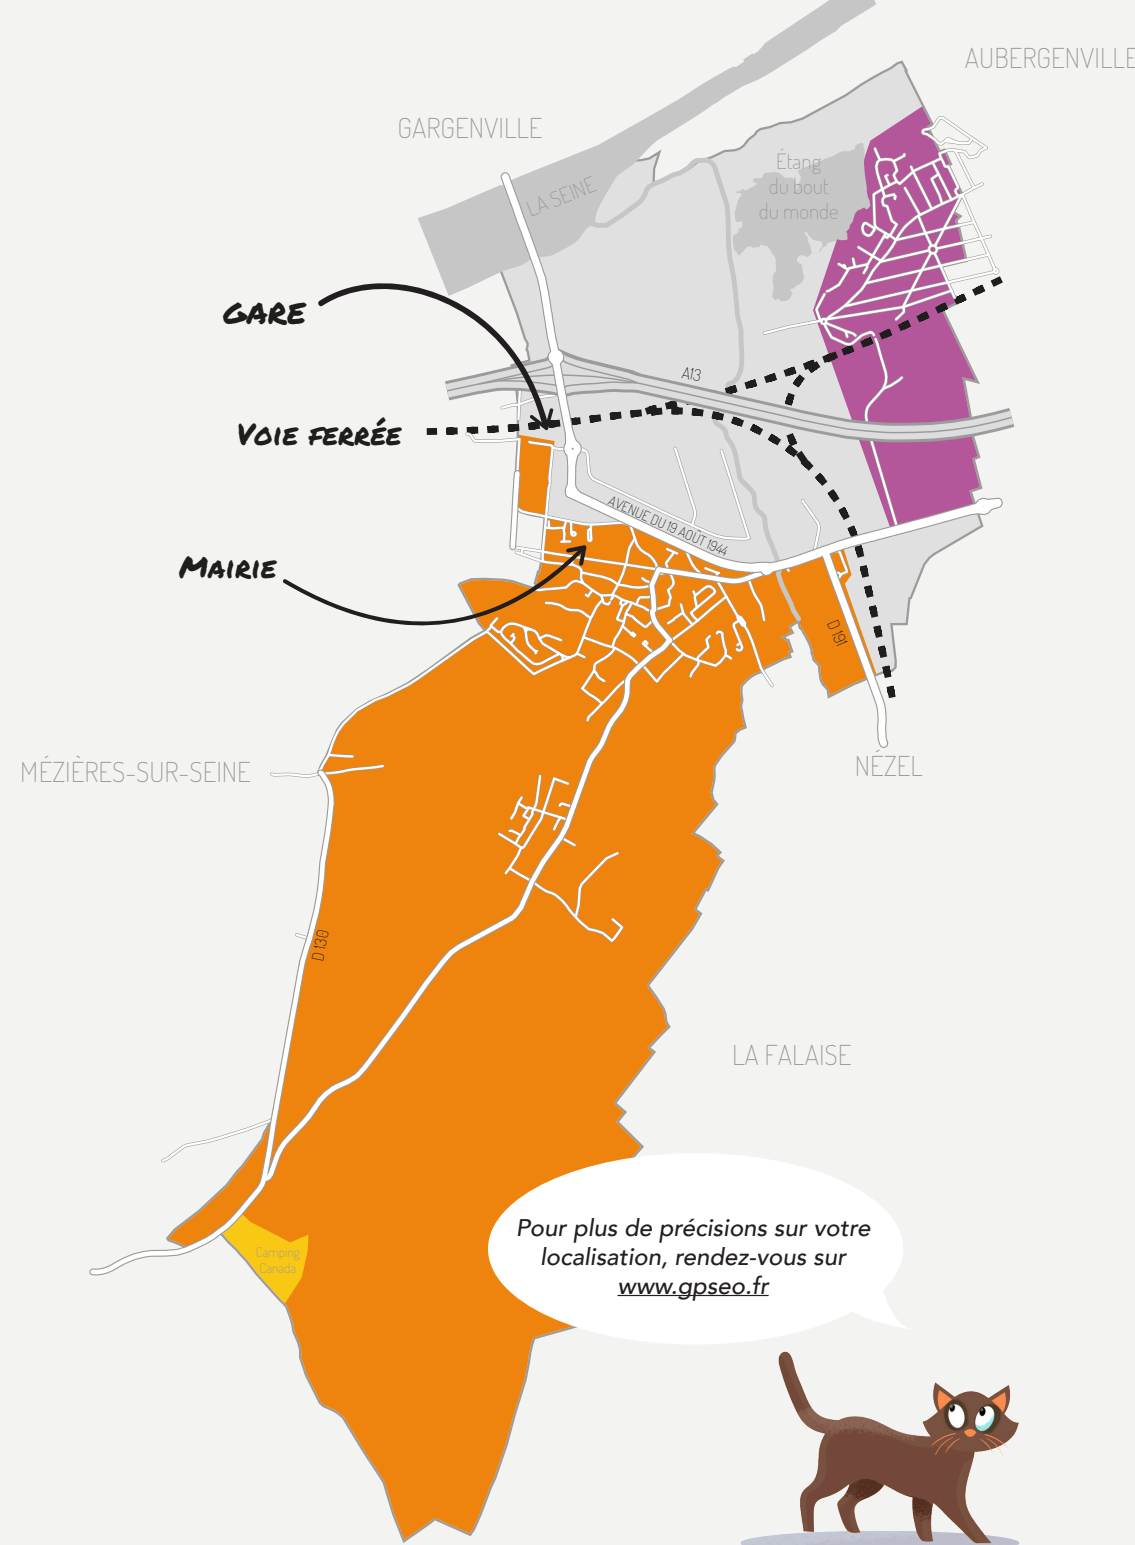 AUBERGENVILLE
GARGENVILLE
Étang
du bout
du monde
LA SEINE
GARE
A13
VOIE FERRÉE
AVENUE DU 19 AOÛT 1944
MAIRIE
D 191
MÉZIÈRES-SUR-SEINE
NÉZEL
D 130
LA FALAISE
Pour plus de précisions sur votre
localisation, rendez-vous sur
www.gpseo.fr
Camping
Canada